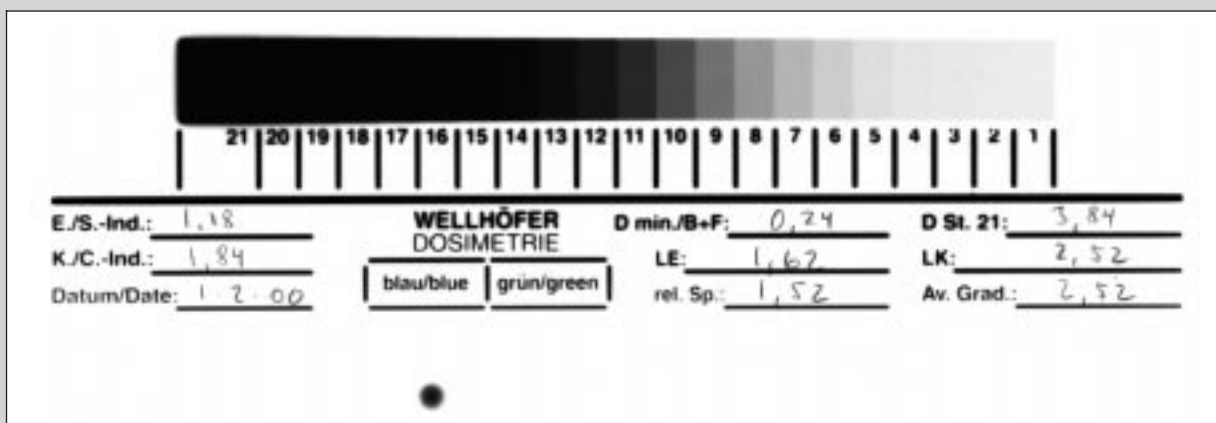 21 20 19 18 17 16 15 14 13 12 11 10 9 8 7 6 5 4 3 2 1
E./S.-Ind.: 1,18 WELLHÖFER D min./B+F: 0,24 D St. 21: 3,84
DOSIMETRIE
K./C.-Ind.: 1,84 LE: 1,62 LK: 2,52
blau/blue grün/green
Datum/Date: 1.2.00 rel. Sp.: 1,52 Av. Grad.: 2,52